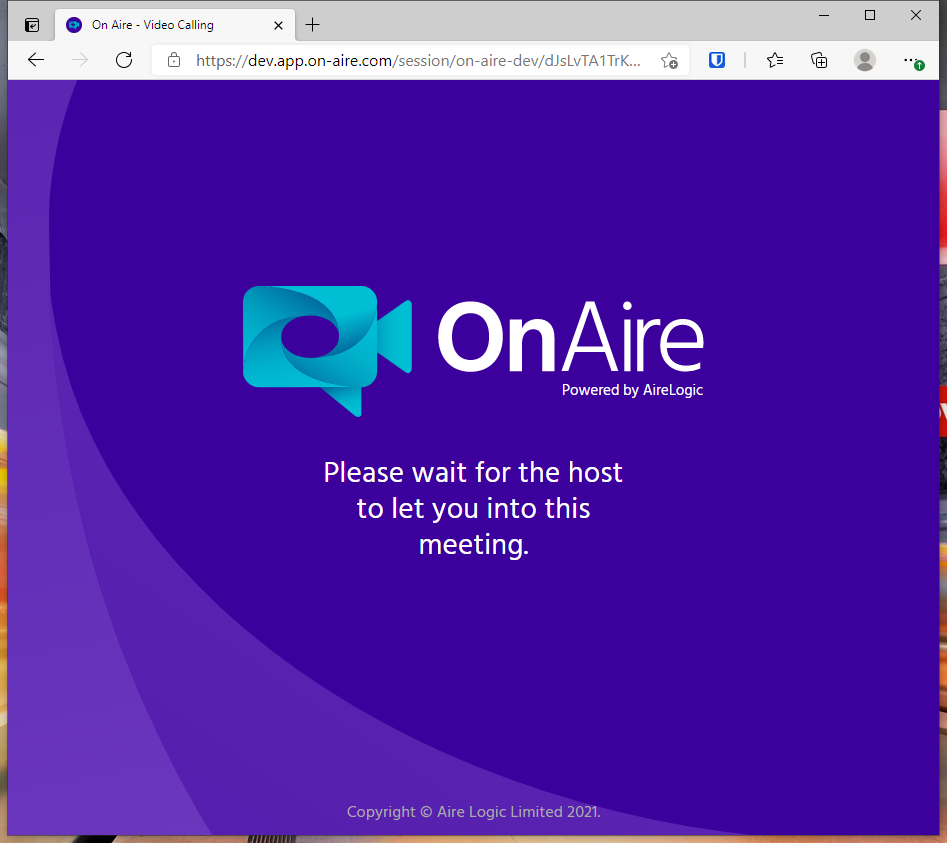 On Aire - Video Calling
https://dev.app.on-aire.com/session/on-aire-dev/dJsLvTA1TrK...
OnAire
Powered by AireLogic
Please wait for the host
to let you into this
meeting.
Copyright © Aire Logic Limited 2021.